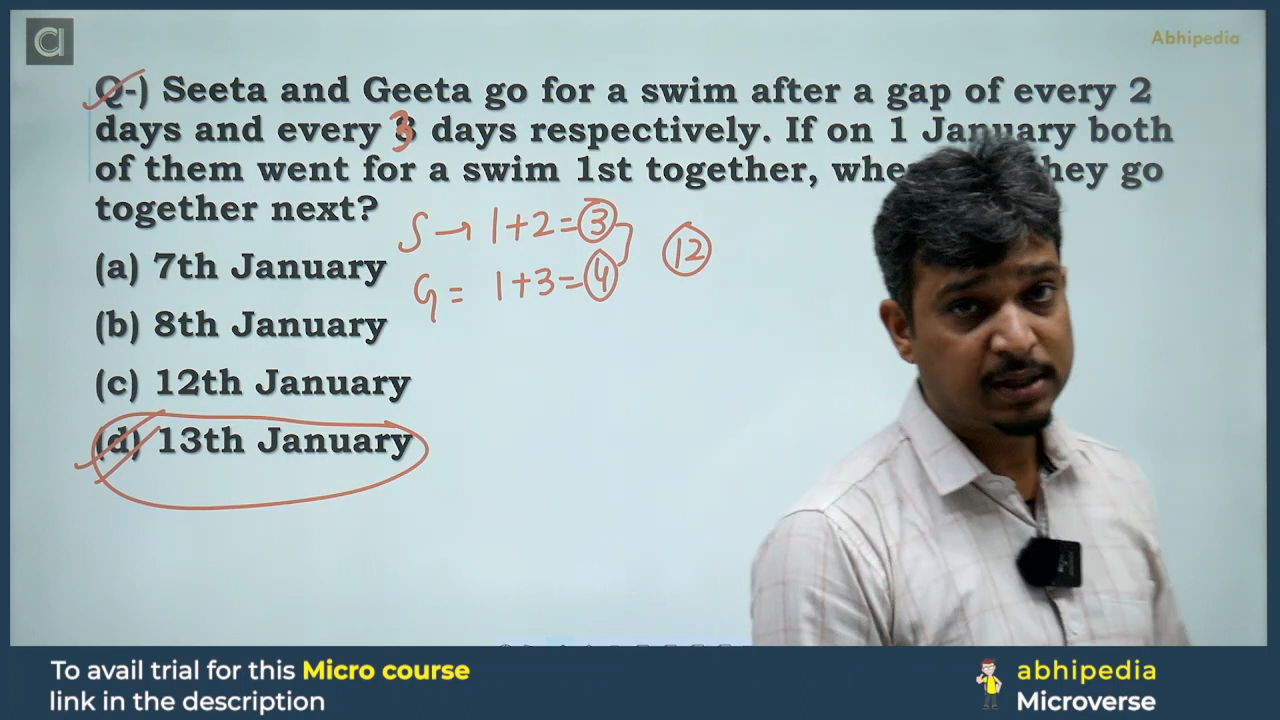 Abhipedia
Q-) Seeta and Geeta go for a swim after a gap of every 2
days and every 3 days respectively. If on 1 January both
of them went for a swim 1st together, they go
together next?
S → 1+2=3
12
G = 1+3=4
(a) 7th January
(b) 8th January
(c) 12th January
(d) 13th January
To avail trial for this Micro course
link in the description
abhipedia
Microverse